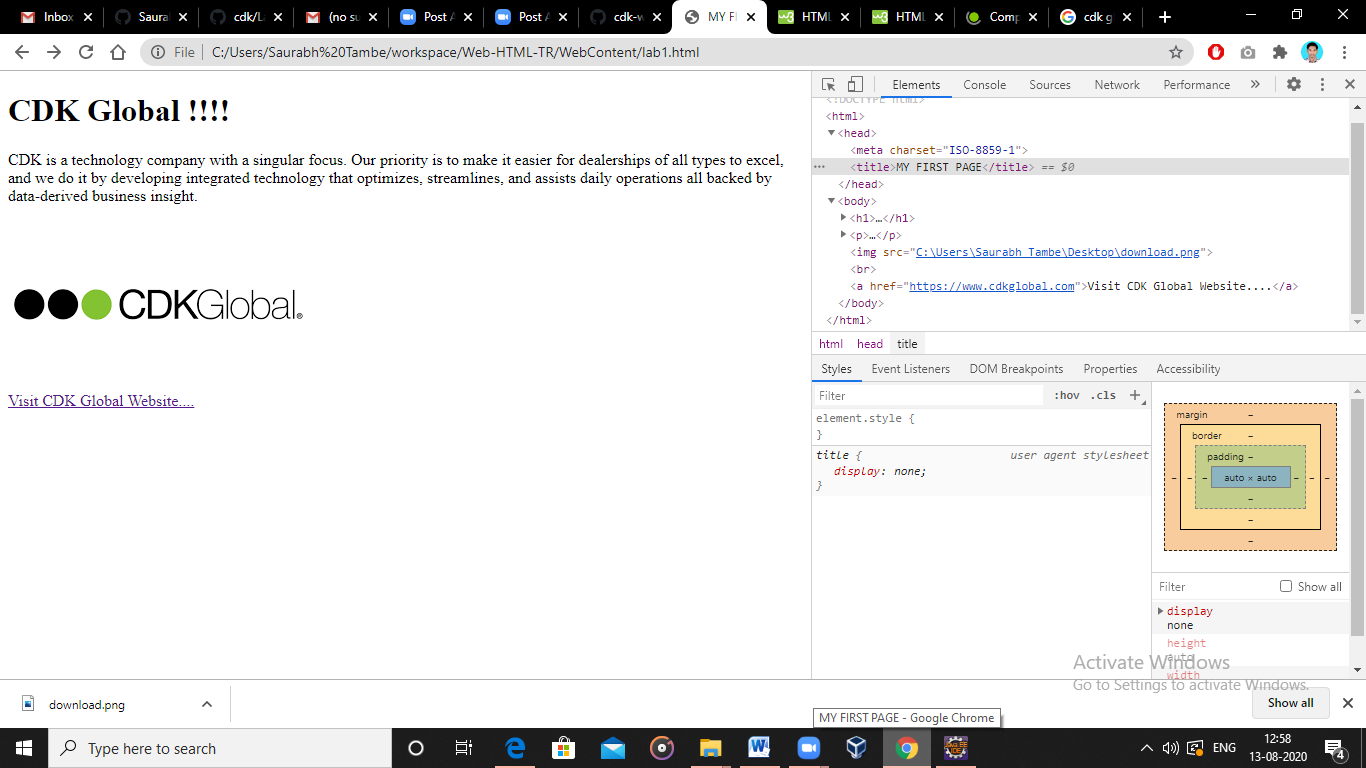 Inbox
Saural
cdk/La
(no su
Post A
Post A
cdk-w
MY FI
HTML
HTML
Comp
cdk g
File
C:/Users/Saurabh%20Tambe/workspace/Web-HTML-TR/WebContent/lab1.html
CDK Global !!!!
CDK is a technology company with a singular focus. Our priority is to make it easier for dealerships of all types to excel,
and we do it by developing integrated technology that optimizes, streamlines, and assists daily operations all backed by
data-derived business insight.
CDKGlobal®
Visit CDK Global Website....
Elements Console Sources Network Performance »
<!DOCTYPE html>
<html>
<head>
<meta charset="ISO-8859-1">
<title>MY FIRST PAGE</title> == $0
</head>
<body>
<h1>…</h1>
<p>…</p>
<img src="C:\Users\Saurabh Tambe\Desktop\download.png">
<br>
<a href="https://www.cdkglobal.com">Visit CDK Global Website....</a>
</body>
</html>
html head title
Styles Event Listeners DOM Breakpoints Properties Accessibility
Filter :hov .cls +
element.style {
}
title { user agent stylesheet
display: none;
}
margin –
border –
padding –
– – – auto × auto – – –
–
–
–
Filter Show all
display
none
height
auto
width
Activate Windows
Go to Settings to activate Windows.
download.png
Show all
MY FIRST PAGE - Google Chrome
Type here to search
ENG
12:58
13-08-2020
4